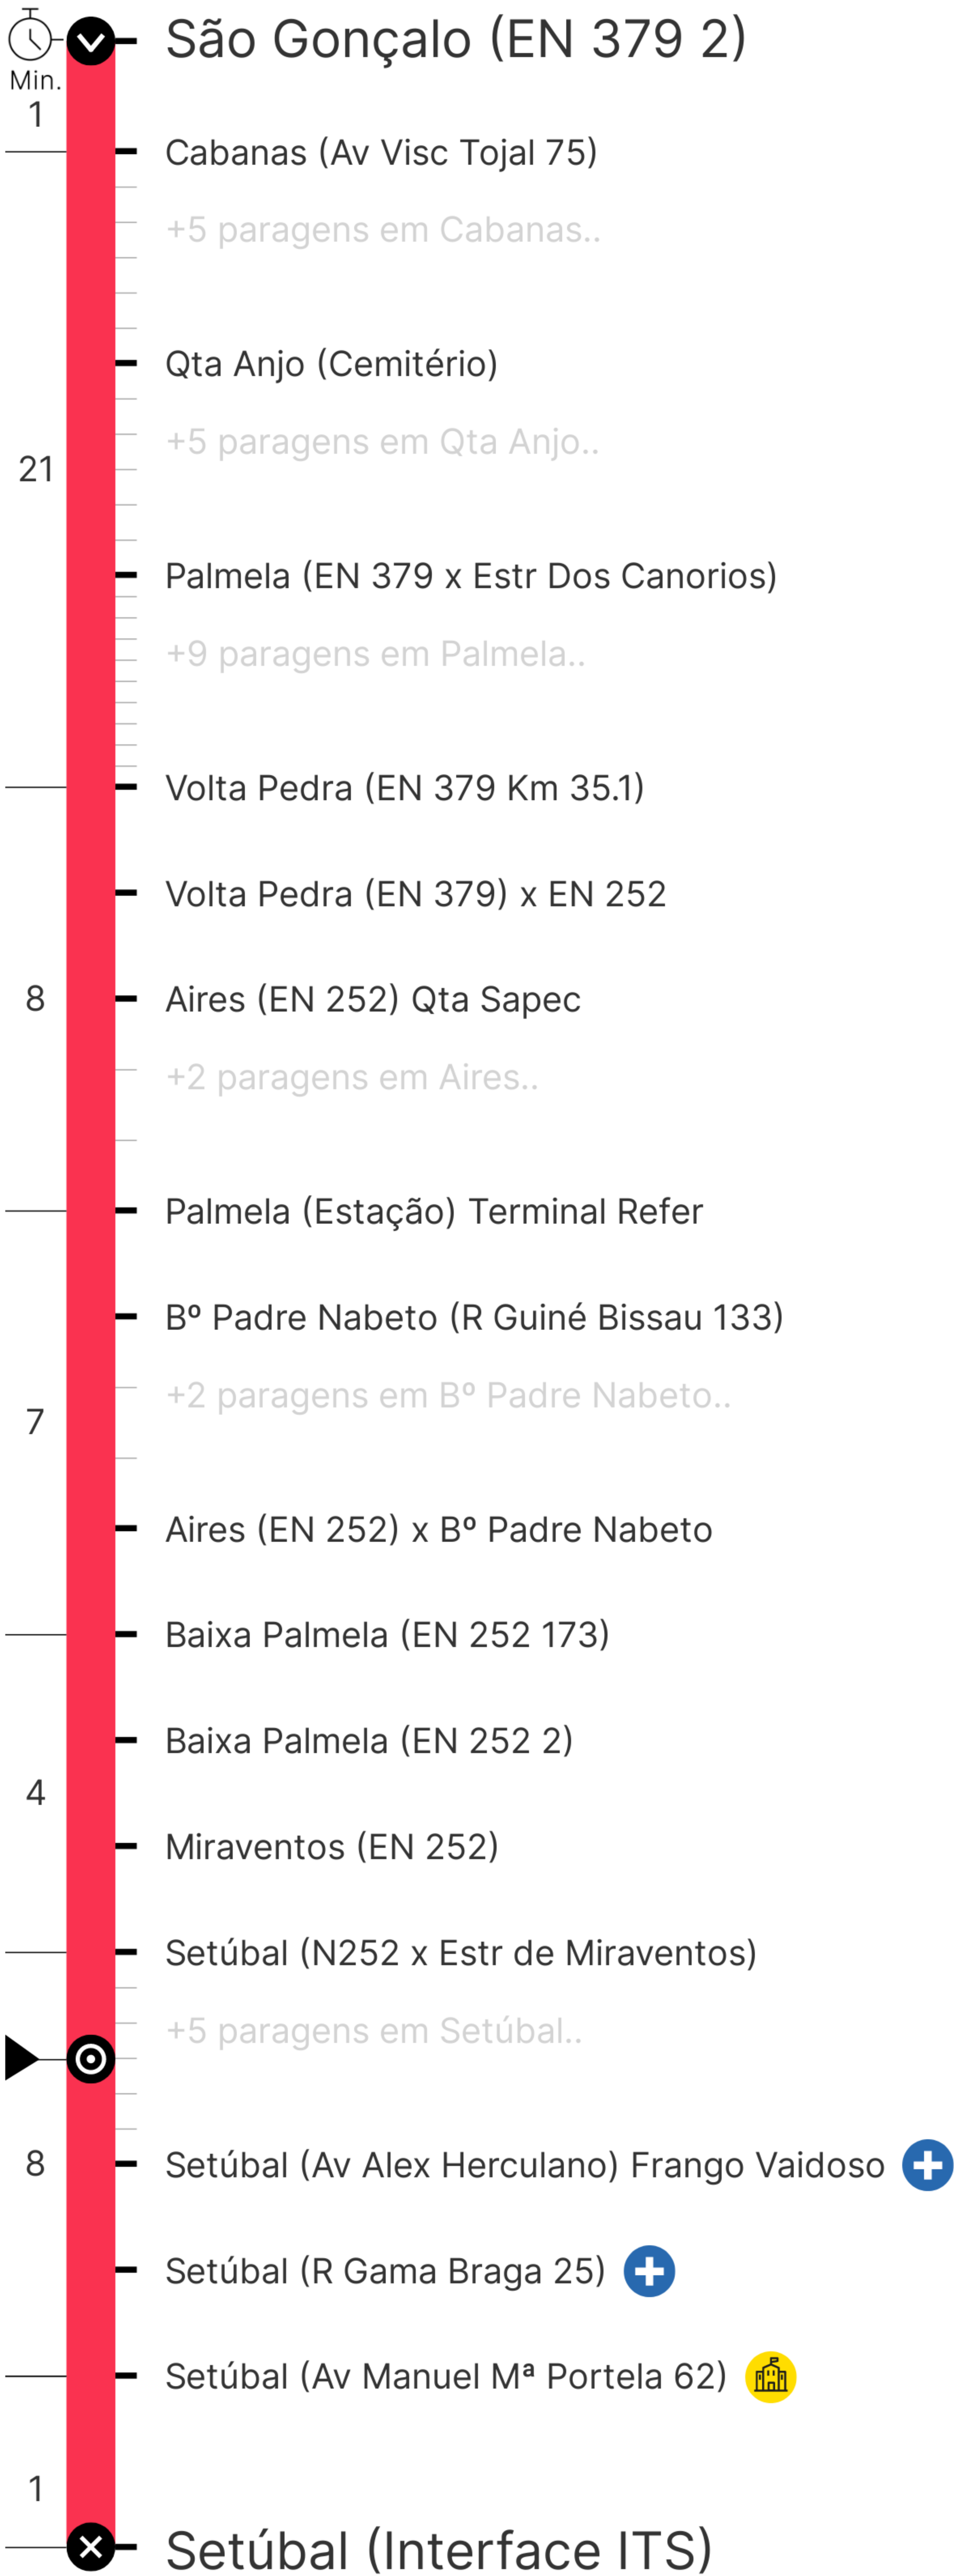 São Gonçalo (EN 379 2)
Min.
1
Cabanas (Av Visc Tojal 75)
+5 paragens em Cabanas..
Qta Anjo (Cemitério)
+5 paragens em Qta Anjo..
21
Palmela (EN 379 x Estr Dos Canorios)
+9 paragens em Palmela..
Volta Pedra (EN 379 Km 35.1)
Volta Pedra (EN 379) x EN 252
8
Aires (EN 252) Qta Sapec
+2 paragens em Aires..
Palmela (Estação) Terminal Refer
Bº Padre Nabeto (R Guiné Bissau 133)
+2 paragens em Bº Padre Nabeto..
7
Aires (EN 252) x Bº Padre Nabeto
Baixa Palmela (EN 252 173)
Baixa Palmela (EN 252 2)
4
Miraventos (EN 252)
Setúbal (N252 x Estr de Miraventos)
+5 paragens em Setúbal..
8
Setúbal (Av Alex Herculano) Frango Vaidoso
Setúbal (R Gama Braga 25)
Setúbal (Av Manuel Mª Portela 62)
1
Setúbal (Interface ITS)